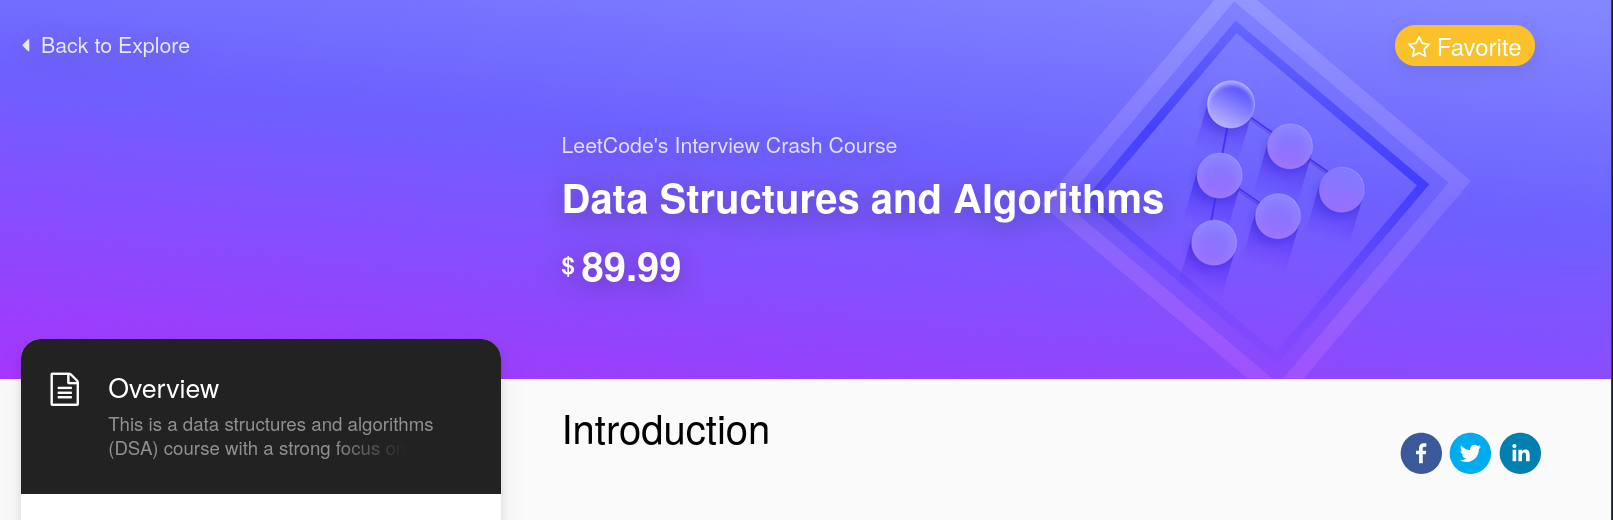 Back to Explore
Favorite
LeetCode's Interview Crash Course
Data Structures and Algorithms
$ 89.99
Overview
This is a data structures and algorithms
(DSA) course with a strong focus on
Introduction